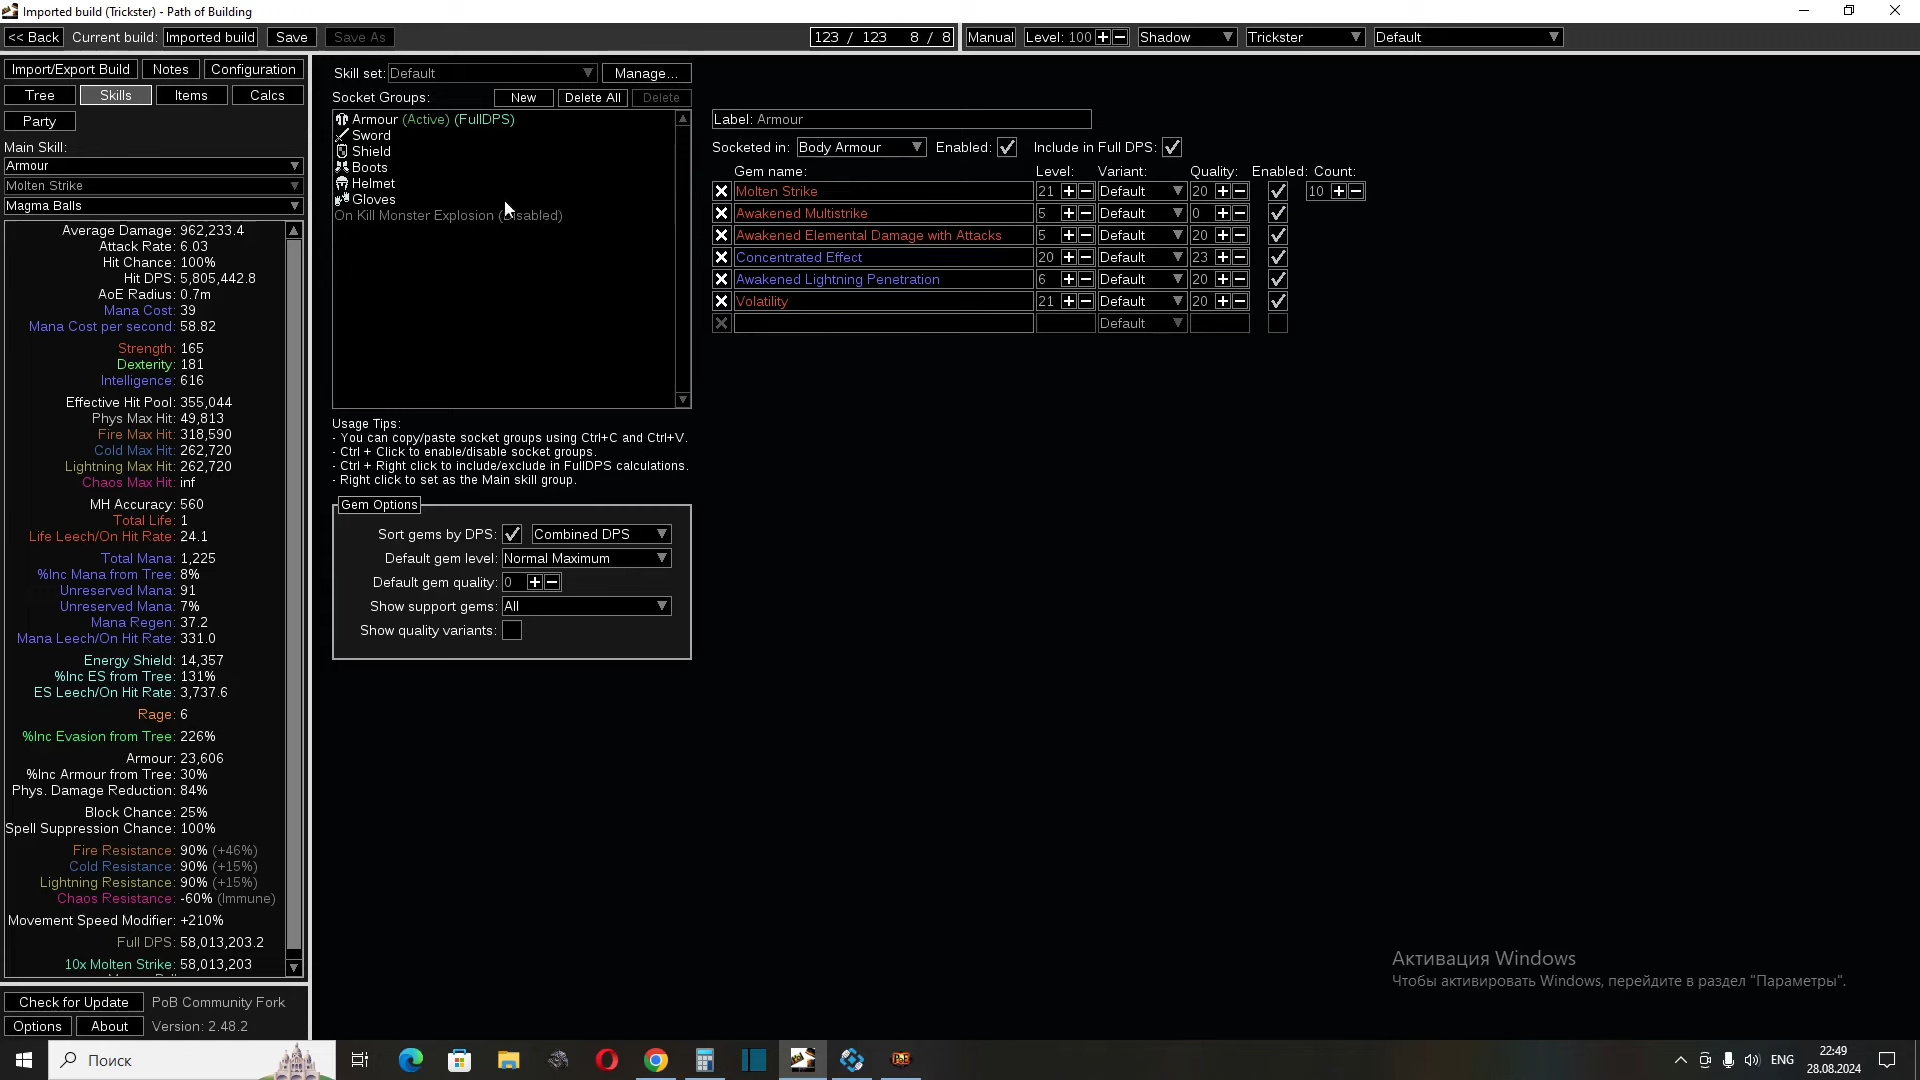 Imported build (Trickster) - Path of Building
<< Back Current build: Imported build Save Save As 123 / 123 8 / 8 Manual Level: 100 Shadow Trickster Default
Import/Export Build Notes Configuration
Tree Skills Items Calcs
Party
Main Skill:
Armour
Molten Strike
Magma Balls
Average Damage: 962,233.4
Attack Rate: 6.03
Hit Chance: 100%
Hit DPS: 5,805,442.8
AoE Radius: 0.7m
Mana Cost: 39
Mana Cost per second: 58.82
Strength: 165
Dexterity: 181
Intelligence: 616
Effective Hit Pool: 355,044
Phys Max Hit: 49,813
Fire Max Hit: 318,590
Cold Max Hit: 262,720
Lightning Max Hit: 262,720
Chaos Max Hit: inf
MH Accuracy: 560
Total Life: 1
Life Leech/On Hit Rate: 24.1
Total Mana: 1,225
%Inc Mana from Tree: 8%
Unreserved Mana: 91
Unreserved Mana: 7%
Mana Regen: 37.2
Mana Leech/On Hit Rate: 331.0
Energy Shield: 14,357
%Inc ES from Tree: 131%
ES Leech/On Hit Rate: 3,737.6
Rage: 6
%Inc Evasion from Tree: 226%
Armour: 23,606
%Inc Armour from Tree: 30%
Phys. Damage Reduction: 84%
Block Chance: 25%
Spell Suppression Chance: 100%
Fire Resistance: 90% (+46%)
Cold Resistance: 90% (+15%)
Lightning Resistance: 90% (+15%)
Chaos Resistance: -60% (Immune)
Movement Speed Modifier: +210%
Full DPS: 58,013,203.2
10x Molten Strike: 58,013,203
Check for Update PoB Community Fork
Options About Version: 2.48.2
Skill set: Default Manage...
Socket Groups: New Delete All Delete
Armour (Active) (FullDPS)
Sword
Shield
Boots
Helmet
Gloves
On Kill Monster Explosion (Disabled)
Usage Tips:
- You can copy/paste socket groups using Ctrl+C and Ctrl+V.
- Ctrl + Click to enable/disable socket groups.
- Ctrl + Right click to include/exclude in FullDPS calculations.
- Right click to set as the Main skill group.
Gem Options
Sort gems by DPS: Combined DPS
Default gem level: Normal Maximum
Default gem quality: 0
Show support gems: All
Show quality variants:
Label: Armour
Socketed in: Body Armour Enabled: Include in Full DPS:
Gem name: Level: Variant: Quality: Enabled: Count:
Molten Strike 21 Default 20 10
Awakened Multistrike 5 Default 0
Awakened Elemental Damage with Attacks 5 Default 20
Concentrated Effect 20 Default 23
Awakened Lightning Penetration 6 Default 20
Volatility 21 Default 20
Default
Активация Windows
Чтобы активировать Windows, перейдите в раздел "Параметры".
Поиск
ENG
22:49
28.08.2024